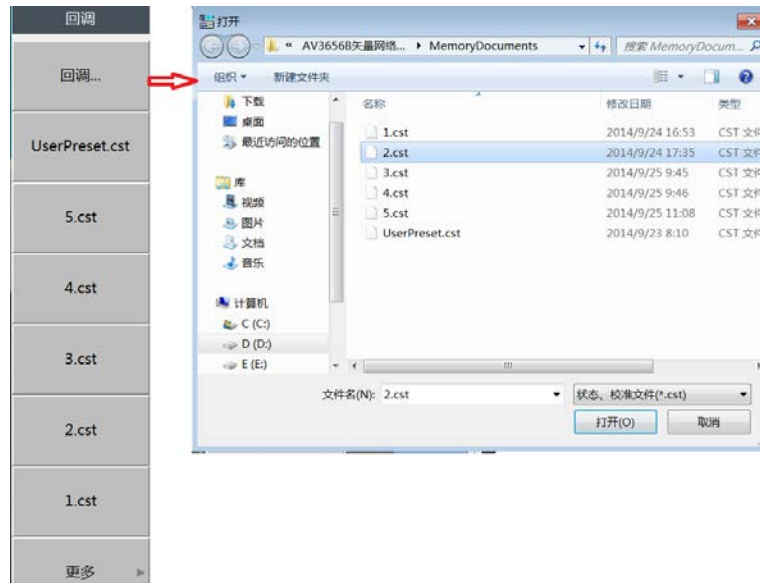 回调
回调...
UserPreset.cst
5.cst
4.cst
3.cst
2.cst
1.cst
更多
打开
« AV3656B矢量网络... MemoryDocuments
搜索 MemoryDocum...
组织 新建文件夹
下载
桌面
最近访问的位置
库
视频
图片
文档
音乐
计算机
C (C:)
D (D:)
E (E:)
名称 修改日期 类型
1.cst 2014/9/24 16:53 CST 文件
2.cst 2014/9/24 17:35 CST 文件
3.cst 2014/9/25 9:45 CST 文件
4.cst 2014/9/25 9:46 CST 文件
5.cst 2014/9/25 11:08 CST 文件
UserPreset.cst 2014/9/23 8:10 CST 文件
文件名(N): 2.cst 状态、校准文件(*.cst)
打开(O) 取消